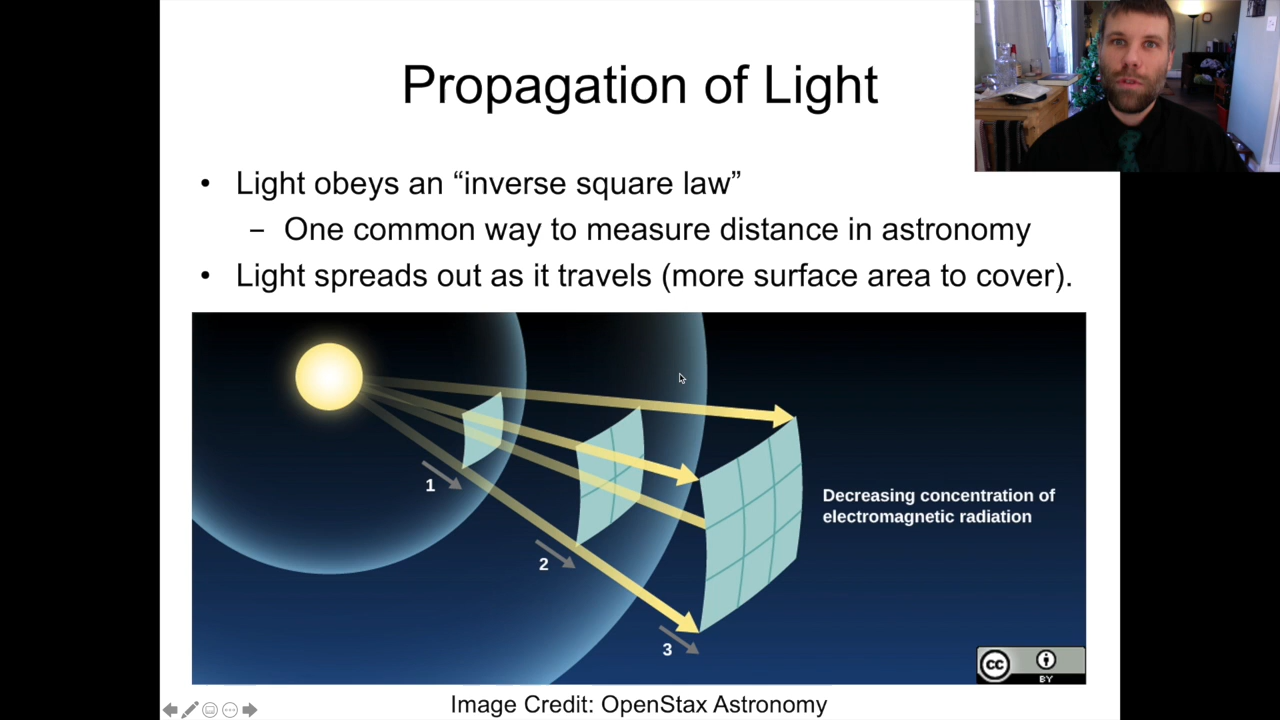 Propagation of Light
• Light obeys an “inverse square law”
– One common way to measure distance in astronomy
• Light spreads out as it travels (more surface area to cover).
1
2
3
Decreasing concentration of
electromagnetic radiation
cc
BY
Image Credit: OpenStax Astronomy